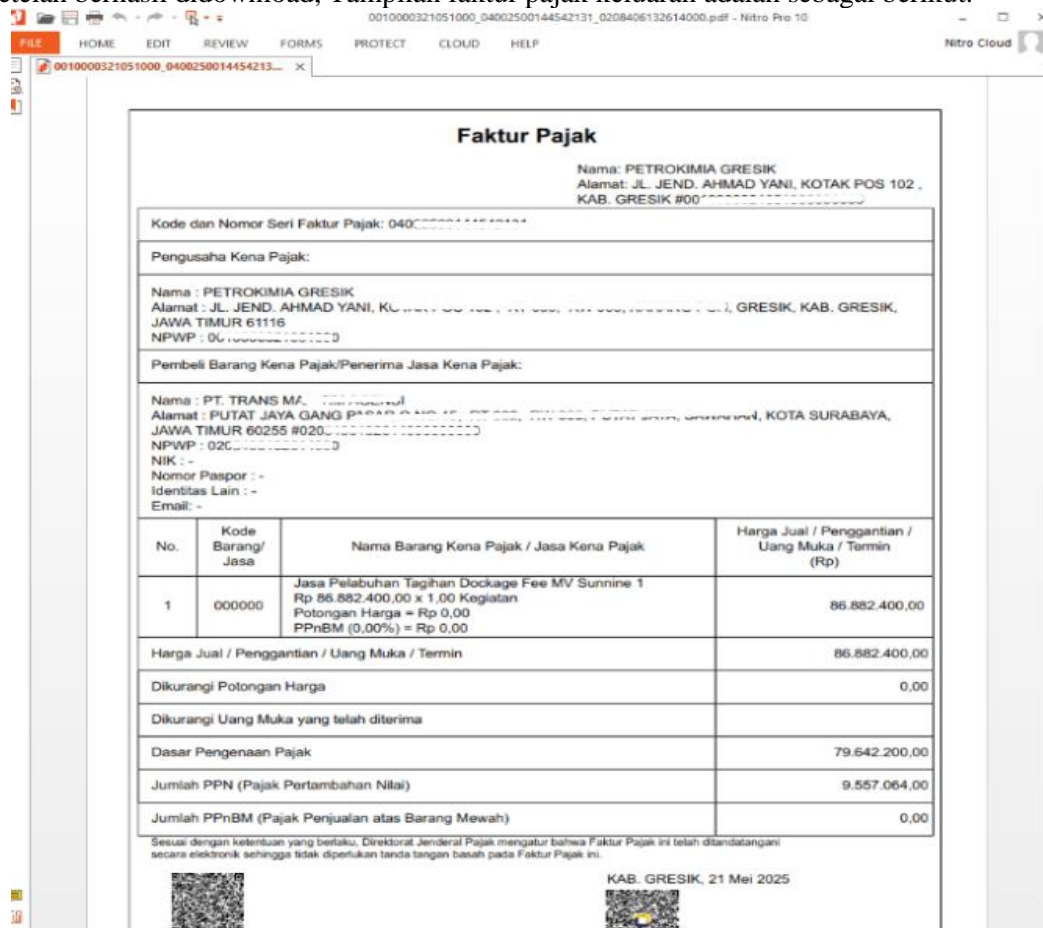 setelah berhasil didownload, Tampilan faktur pajak keluaran adalah sebagai berikut:
0010000321051000_04002500144542131_0208406132614000.pdf - Nitro Pro 10
FILE HOME EDIT REVIEW FORMS PROTECT CLOUD HELP Nitro Cloud
0010000321051000_0400250014454213...
Faktur Pajak
Nama: PETROKIMIA GRESIK
Alamat: JL. JEND. AHMAD YANI, KOTAK POS 102 ,
KAB. GRESIK #00
Kode dan Nomor Seri Faktur Pajak: 040
Pengusaha Kena Pajak:
Nama : PETROKIMIA GRESIK
Alamat : JL. JEND. AHMAD YANI, GRESIK, KAB. GRESIK,
JAWA TIMUR 61116
NPWP :
Pembeli Barang Kena Pajak/Penerima Jasa Kena Pajak:
Nama : PT. TRANS
Alamat : PUTAT JAYA GANG KOTA SURABAYA,
JAWA TIMUR 60255 #020
NPWP :
NIK : -
Nomor Paspor : -
Identitas Lain : -
Email: -
No. Kode Barang/ Jasa Nama Barang Kena Pajak / Jasa Kena Pajak Harga Jual / Penggantian / Uang Muka / Termin (Rp)
Jasa Pelabuhan Tagihan Dockage Fee MV Sunnine 1
Rp 86.882.400,00 x 1,00 Kegiatan
1 000000 86.882.400,00
Potongan Harga = Rp 0,00
PPnBM (0,00%) = Rp 0,00
Harga Jual / Penggantian / Uang Muka / Termin 86.882.400,00
Dikurangi Potongan Harga 0,00
Dikurangi Uang Muka yang telah diterima
Dasar Pengenaan Pajak 79.642.200,00
Jumlah PPN (Pajak Pertambahan Nilai) 9.557.064,00
Jumlah PPnBM (Pajak Penjualan atas Barang Mewah) 0,00
Sesuai dengan ketentuan yang berlaku, Direktorat Jenderal Pajak mengatur bahwa Faktur Pajak ini telah ditandatangani
secara elektronik sehingga tidak diperlukan tanda tangan basah pada Faktur Pajak ini.
KAB. GRESIK, 21 Mei 2025